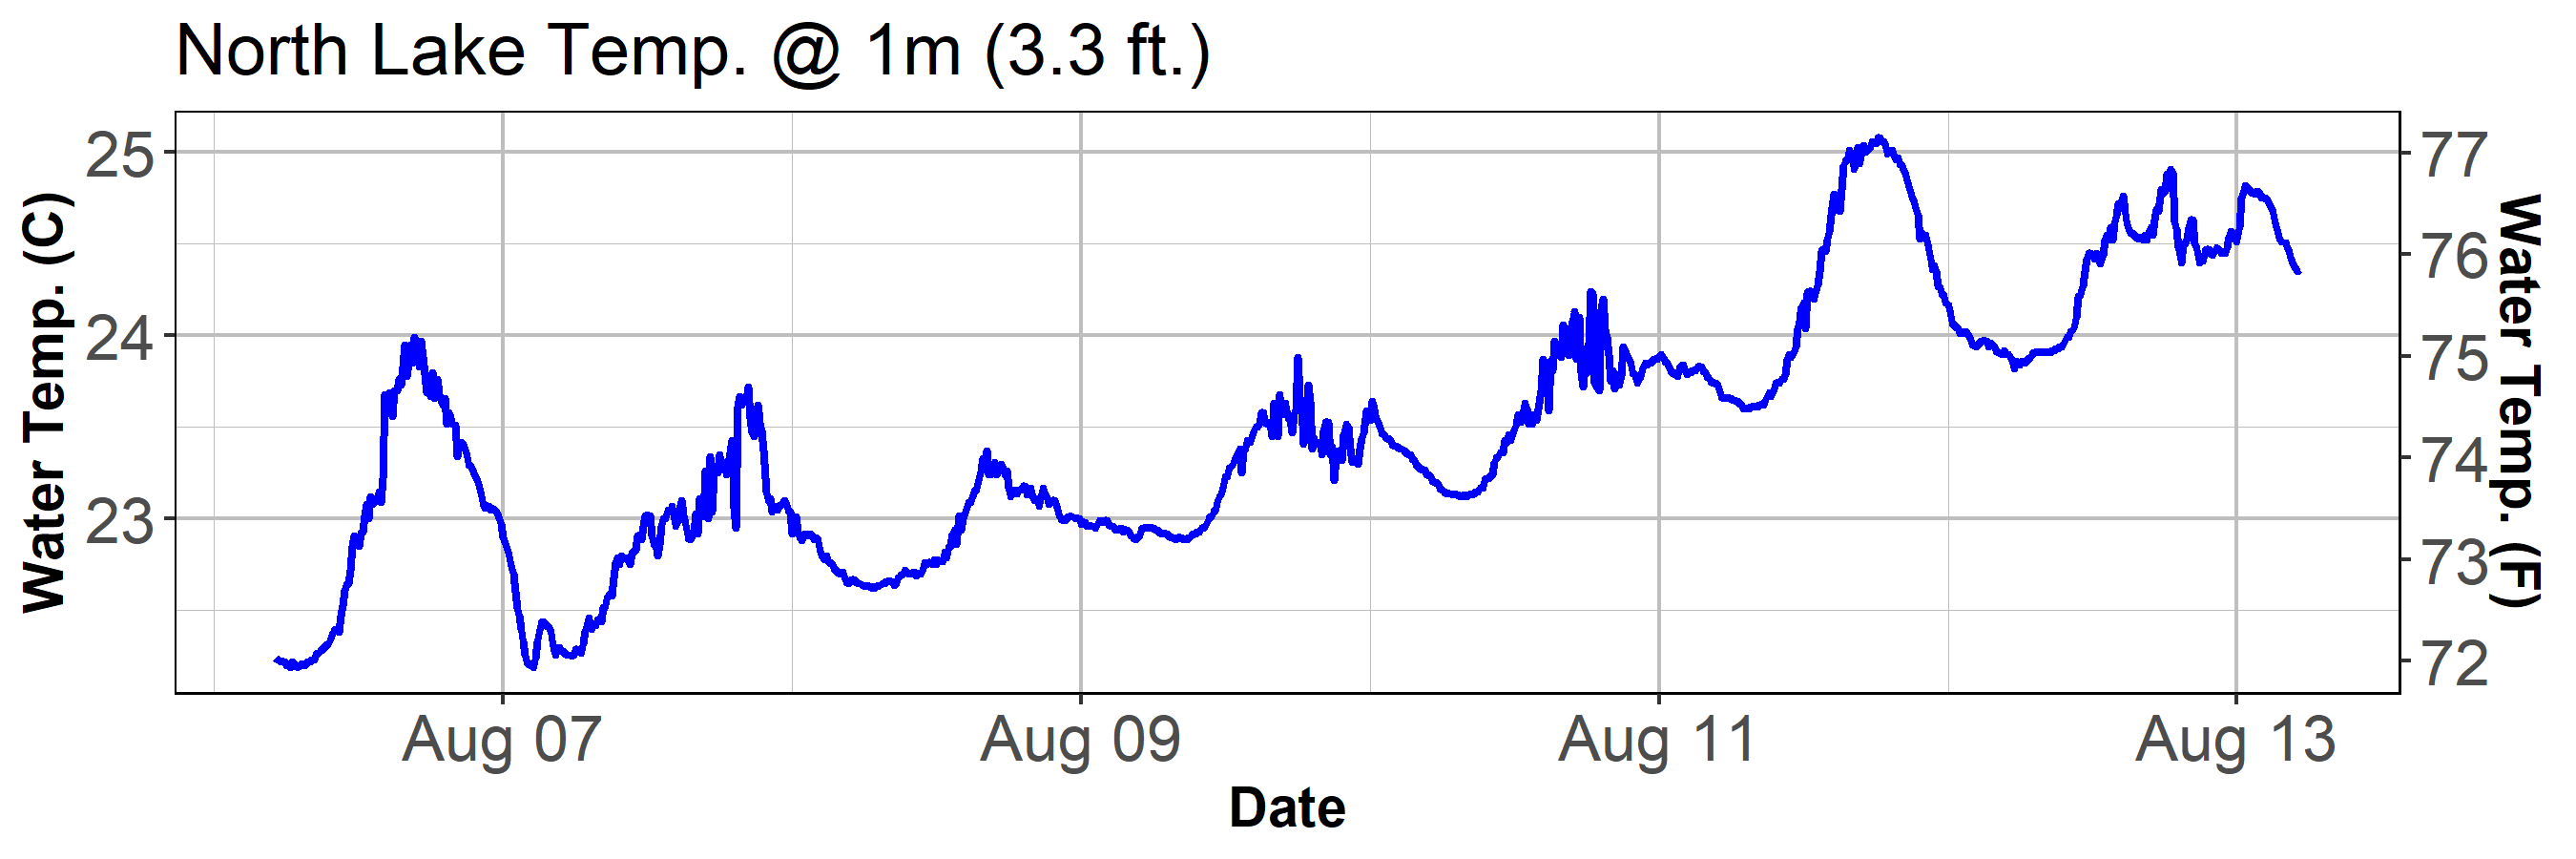 North Lake Temp. @ 1m (3.3 ft.)
Water Temp. (C)
25
24
23
77
76
75
74
73
72
Water Temp. (F)
Aug 07 Aug 09 Aug 11 Aug 13
Date